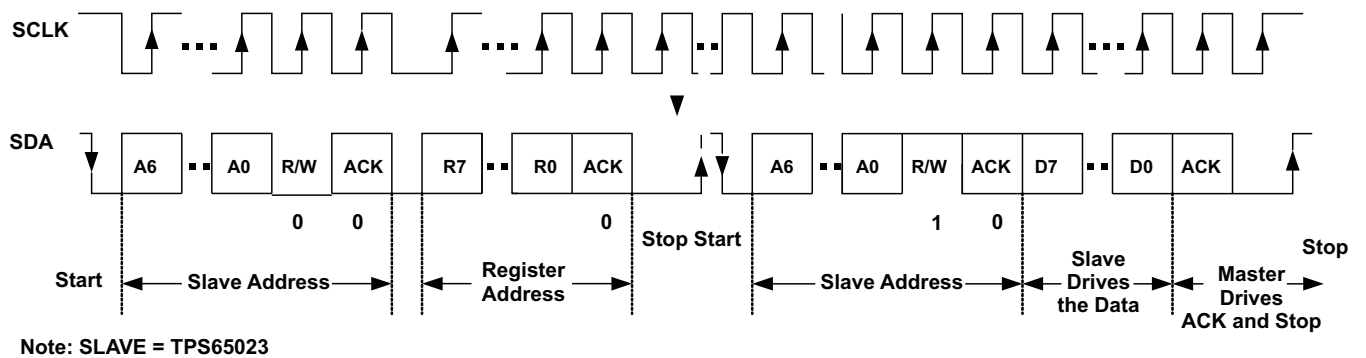 SCLK
SDA
A6 A0 R/W ACK R7 R0 ACK A6 A0 R/W ACK D7 D0 ACK
0 0 0 Stop Start 1 0 Stop
Start Slave Address Register Address Slave Address Slave Drives the Data Master Drives ACK and Stop
Note: SLAVE = TPS65023